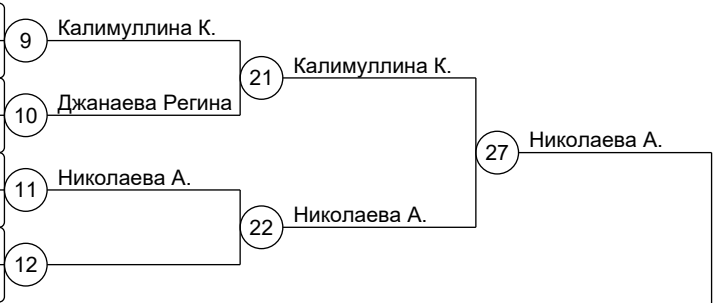 9 Калимуллина К.
21 Калимуллина К.
10 Джанаева Регина
27 Николаева А.
11 Николаева А.
22 Николаева А.
12